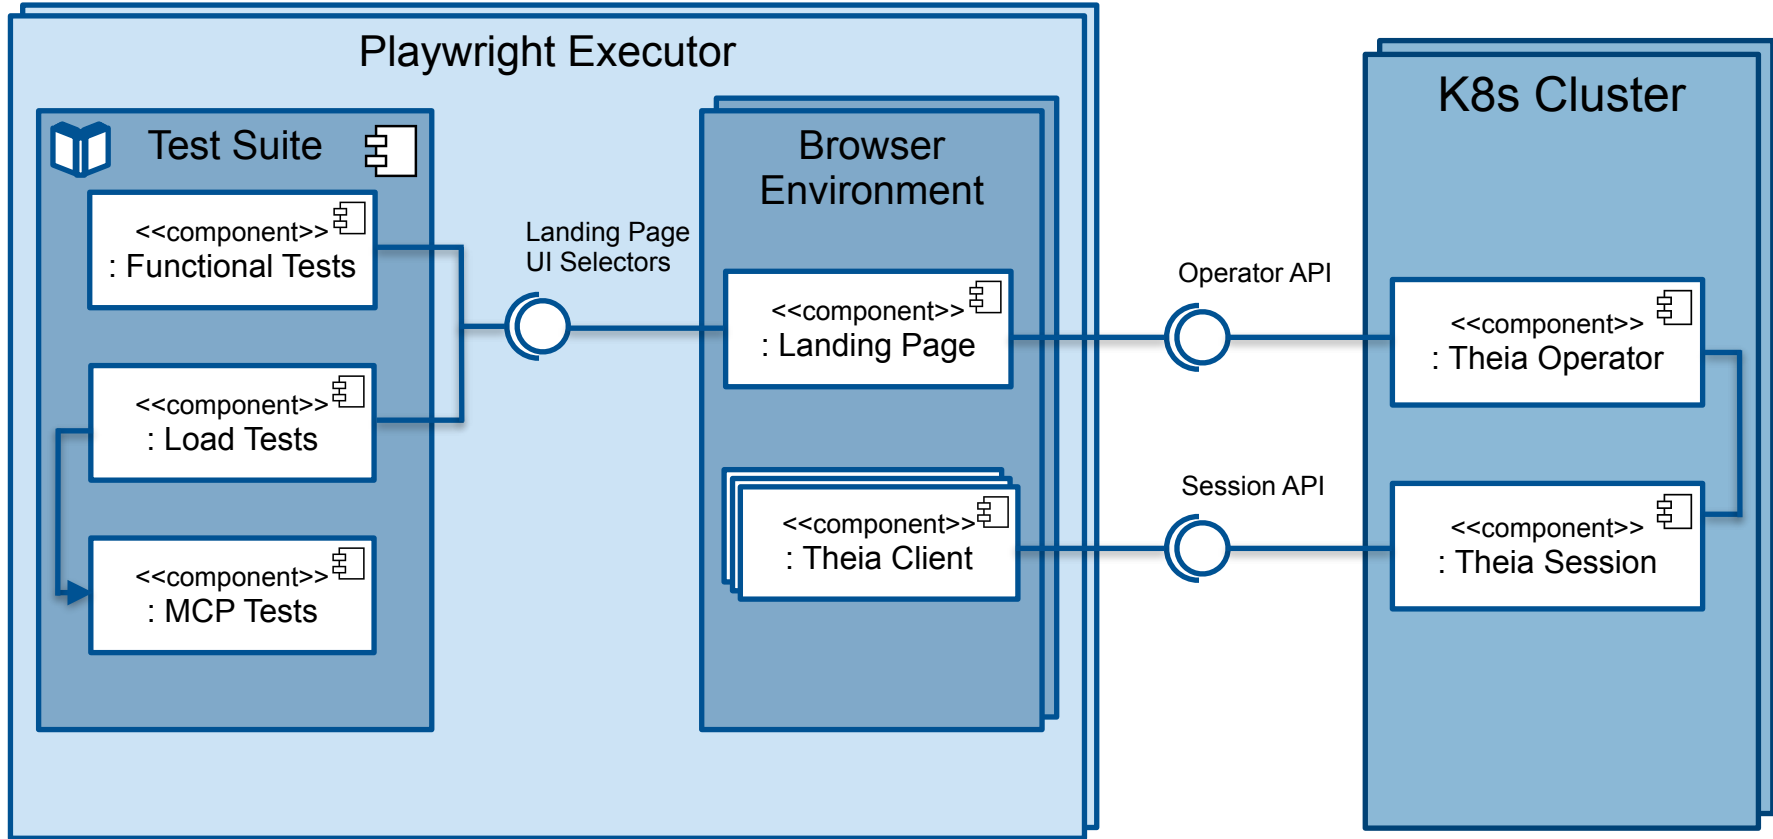 Playwright Executor
Test Suite
<<component>>
: Functional Tests
<<component>>
: Load Tests
<<component>>
: MCP Tests
Landing Page
UI Selectors
Browser
Environment
<<component>>
: Landing Page
<<component>>
: Theia Client
Operator API
Session API
K8s Cluster
<<component>>
: Theia Operator
<<component>>
: Theia Session